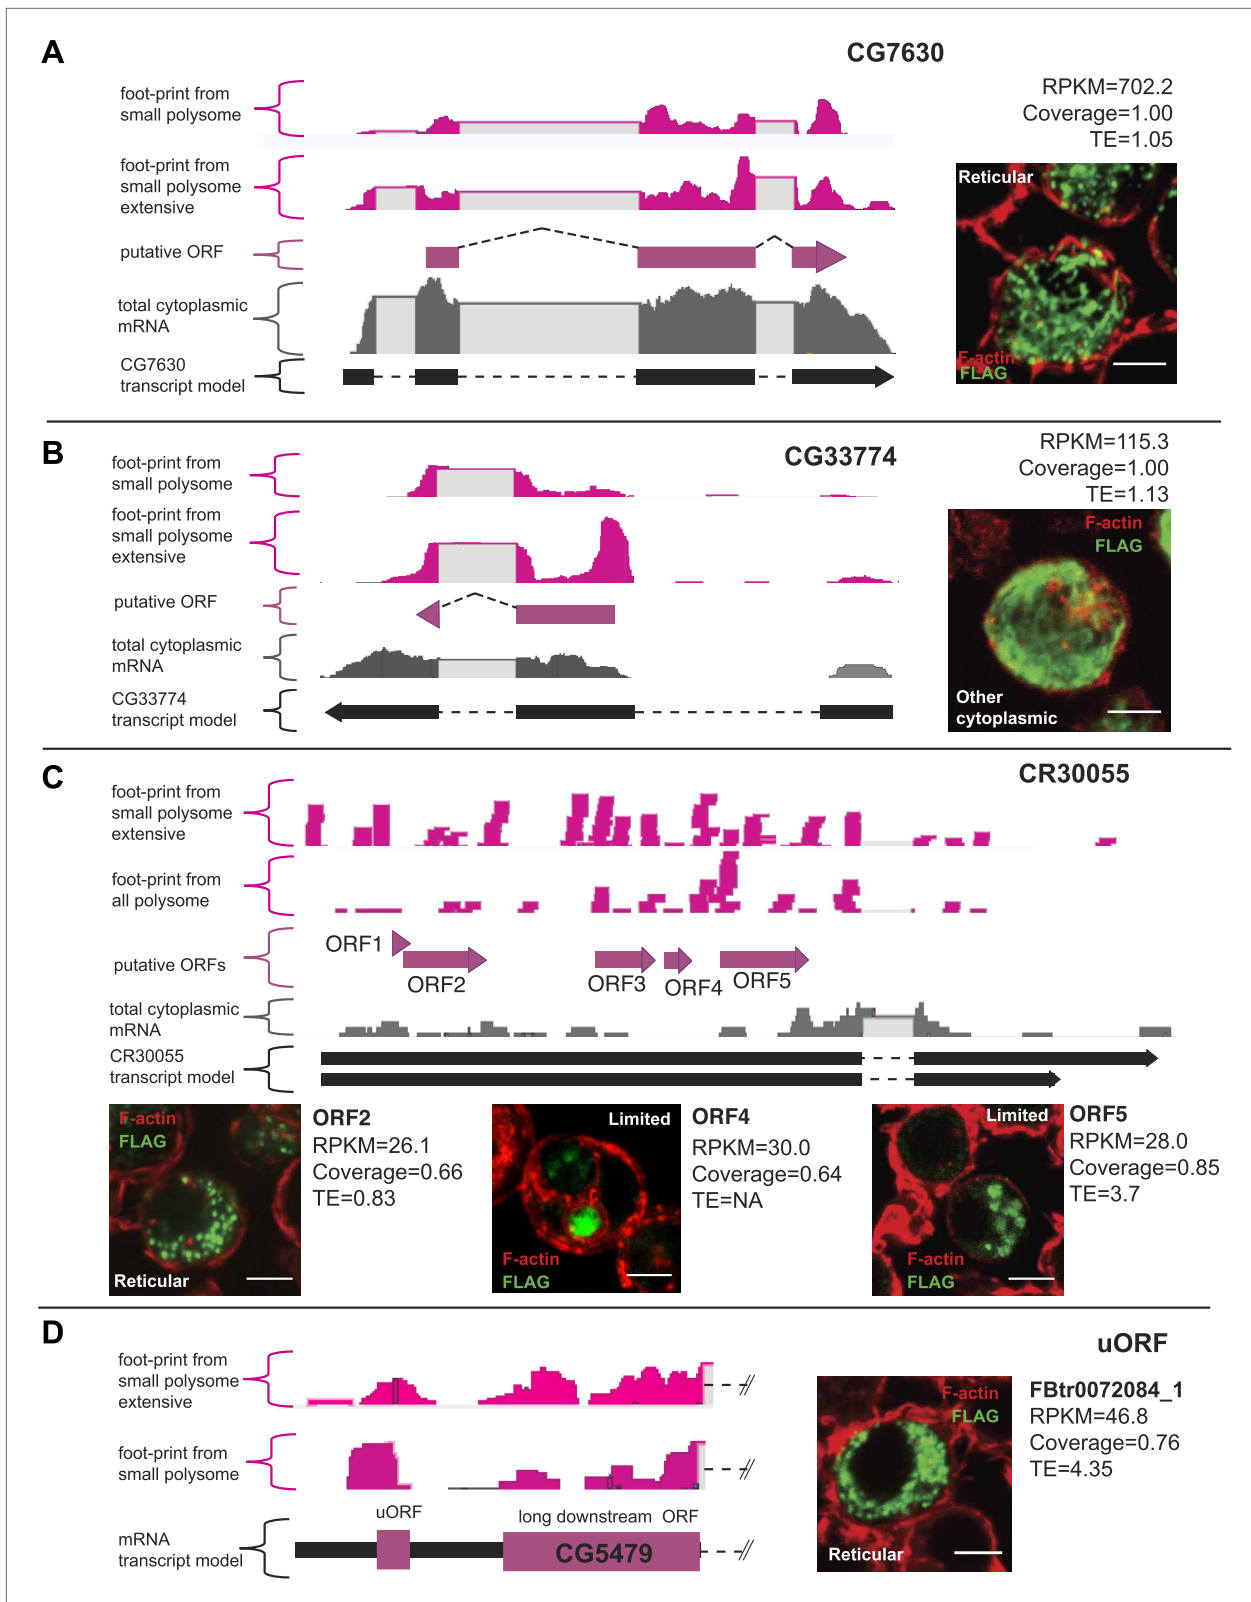 A
CG7630
foot-print from
small polysome
RPKM=702.2
Coverage=1.00
TE=1.05
foot-print from
small polysome
extensive
Reticular
putative ORF
total cytoplasmic
mRNA
CG7630
transcript model
F-actin
FLAG
B
CG33774
RPKM=115.3
Coverage=1.00
TE=1.13
foot-print from
small polysome
foot-print from
small polysome
extensive
F-actin
FLAG
putative ORF
total cytoplasmic
mRNA
CG33774
transcript model
Other
cytoplasmic
C
CR30055
foot-print from
small polysome
extensive
foot-print from
all polysome
putative ORFs
ORF1
ORF2
ORF3
ORF4
ORF5
total cytoplasmic
mRNA
CR30055
transcript model
F-actin
FLAG
Reticular
ORF2
RPKM=26.1
Coverage=0.66
TE=0.83
Limited
F-actin
FLAG
ORF4
RPKM=30.0
Coverage=0.64
TE=NA
Limited
F-actin
FLAG
ORF5
RPKM=28.0
Coverage=0.85
TE=3.7
D
uORF
foot-print from
small polysome
extensive
foot-print from
small polysome
uORF
long downstream ORF
mRNA
transcript model
CG5479
F-actin
FLAG
Reticular
FBtr0072084_1
RPKM=46.8
Coverage=0.76
TE=4.35